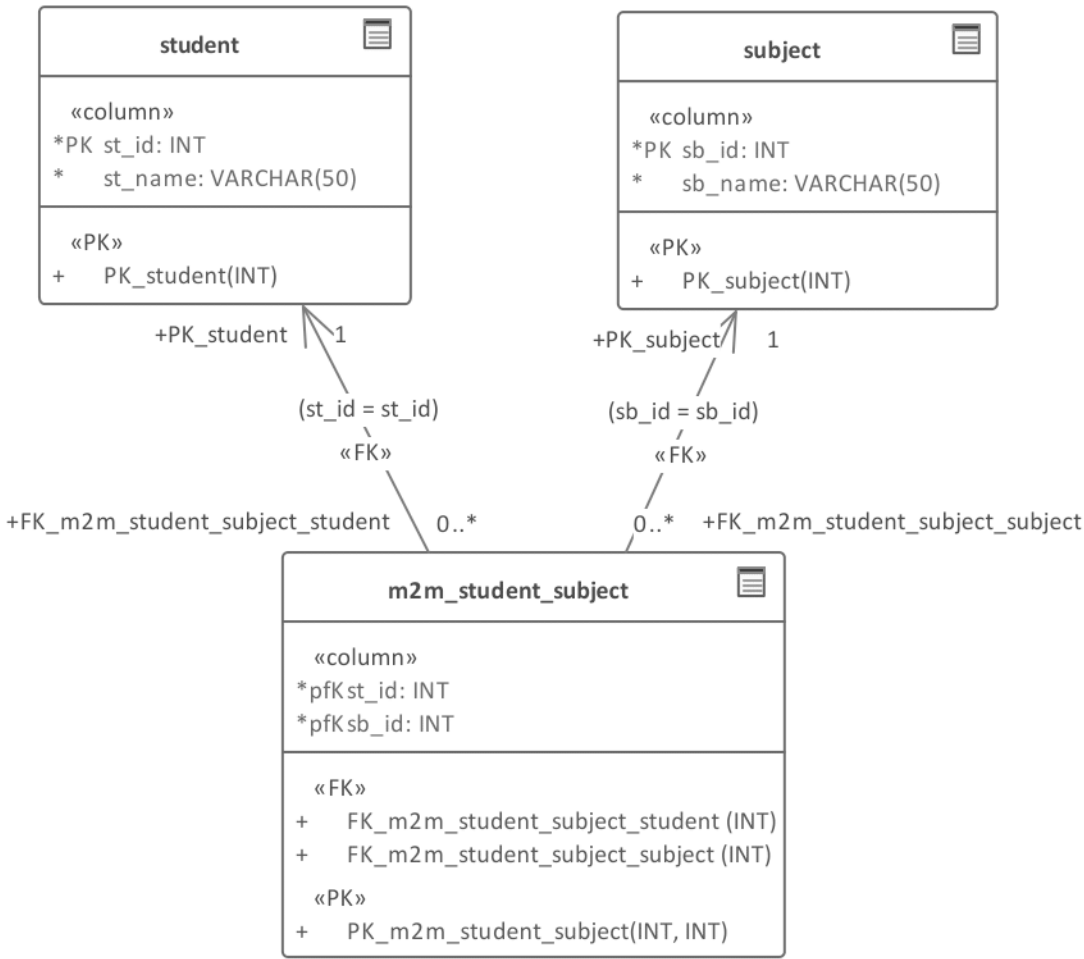 student
«column»
*PK st_id: INT
* st_name: VARCHAR(50)
«PK»
+ PK_student(INT)
subject
«column»
*PK sb_id: INT
* sb_name: VARCHAR(50)
«PK»
+ PK_subject(INT)
+PK_student 1
(st_id = st_id)
«FK»
+FK_m2m_student_subject_student 0..*
+PK_subject 1
(sb_id = sb_id)
«FK»
0..* +FK_m2m_student_subject_subject
m2m_student_subject
«column»
*pfK st_id: INT
*pfK sb_id: INT
«FK»
+ FK_m2m_student_subject_student (INT)
+ FK_m2m_student_subject_subject (INT)
«PK»
+ PK_m2m_student_subject(INT, INT)